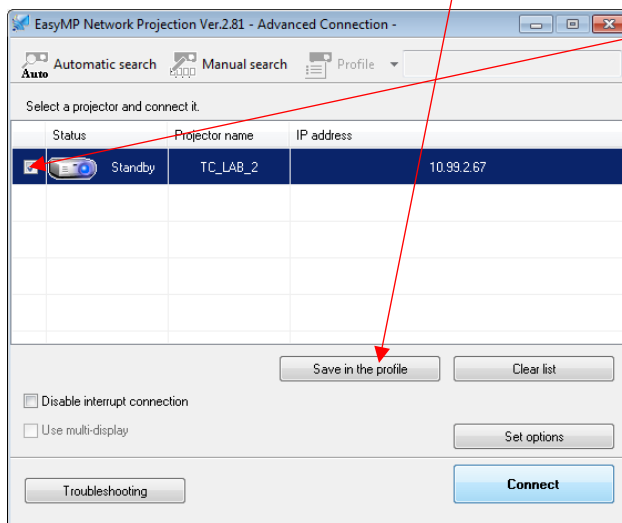 EasyMP Network Projection Ver.2.81 - Advanced Connection -
Auto Automatic search Manual search Profile
Select a projector and connect it.
Status Projector name IP address
Standby TC_LAB_2 10.99.2.67
Save in the profile Clear list
Disable interrupt connection
Use multi-display Set options
Troubleshooting Connect